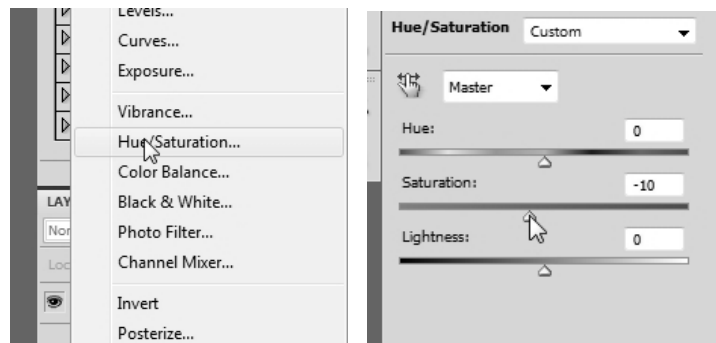 Levels...
Curves...
Exposure...
Vibrance...
Hue/Saturation...
Color Balance...
Black & White...
LAY
Nor
Photo Filter...
Loc
Channel Mixer...
Invert
Posterize...
Hue/Saturation Custom
Master
Hue: 0
Saturation: -10
Lightness: 0